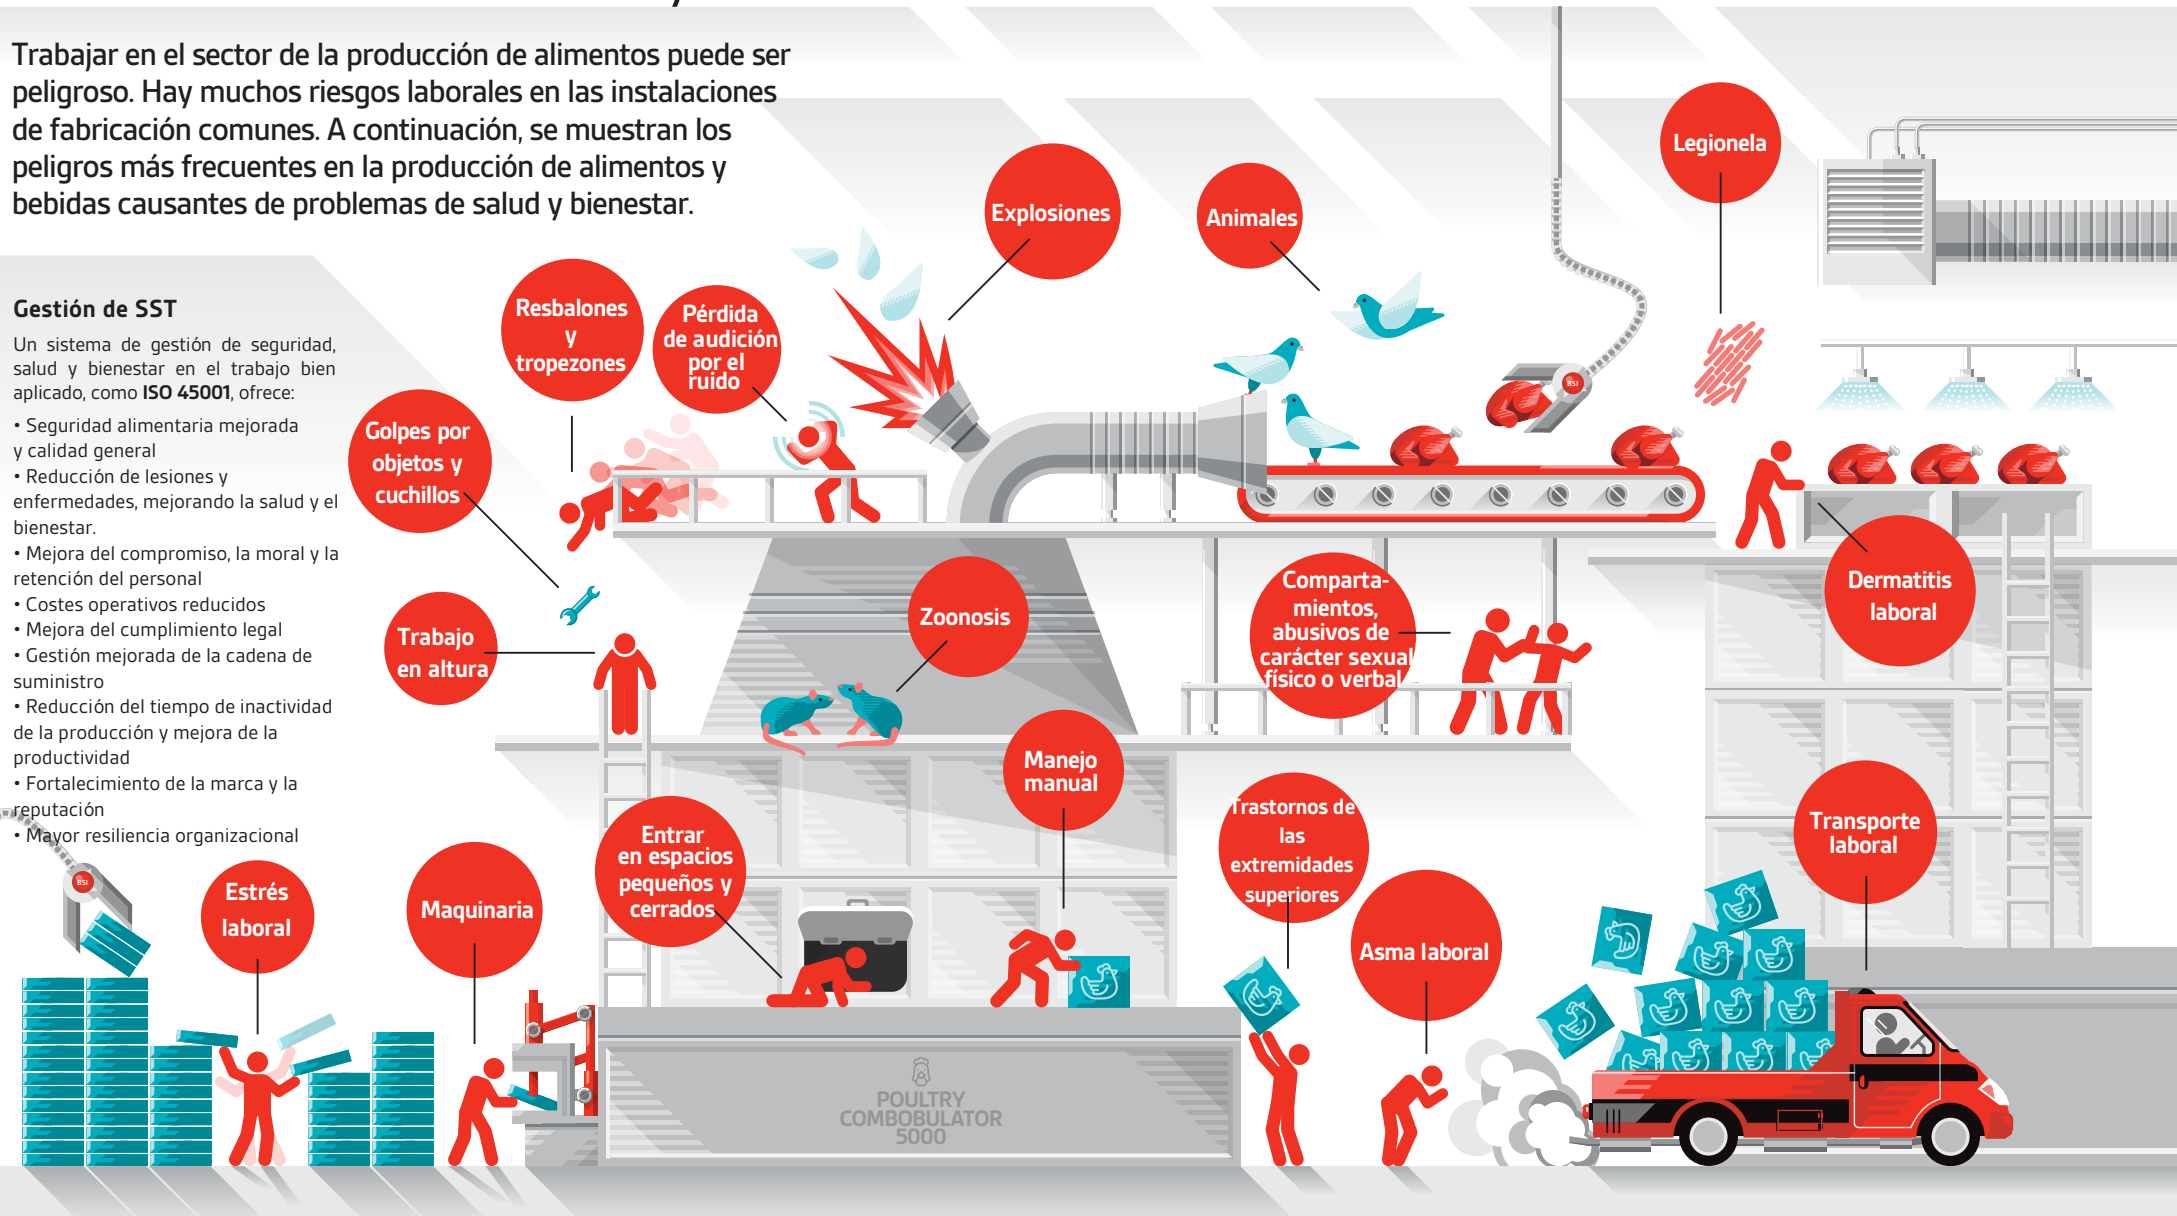 Trabajar en el sector de la producción de alimentos puede ser
peligroso. Hay muchos riesgos laborales en las instalaciones
de fabricación comunes. A continuación, se muestran los
peligros más frecuentes en la producción de alimentos y
bebidas causantes de problemas de salud y bienestar.
Gestión de SST
Un sistema de gestión de seguridad,
salud y bienestar en el trabajo bien
aplicado, como ISO 45001, ofrece:
• Seguridad alimentaria mejorada
y calidad general
• Reducción de lesiones y
enfermedades, mejorando la salud y el
bienestar.
• Mejora del compromiso, la moral y la
retención del personal
• Costes operativos reducidos
• Mejora del cumplimiento legal
• Gestión mejorada de la cadena de
suministro
• Reducción del tiempo de inactividad
de la producción y mejora de la
productividad
• Fortalecimiento de la marca y la
reputación
• Mayor resiliencia organizacional
Explosiones
Animales
Legionela
Resbalones
y
tropezones
Pérdida
de audición
por el
ruido
Golpes por
objetos y
cuchillos
BSI
Trabajo
en altura
Zoonosis
Comparta-
mientos,
abusivos de
carácter sexual
físico o verbal
Dermatitis
laboral
Manejo
manual
Entrar
en espacios
pequeños y
cerrados
Trastornos de
las
extremidades
superiores
Transporte
laboral
BSI
Estrés
laboral
Maquinaria
Asma laboral
POULTRY
COMBOBULATOR
5000